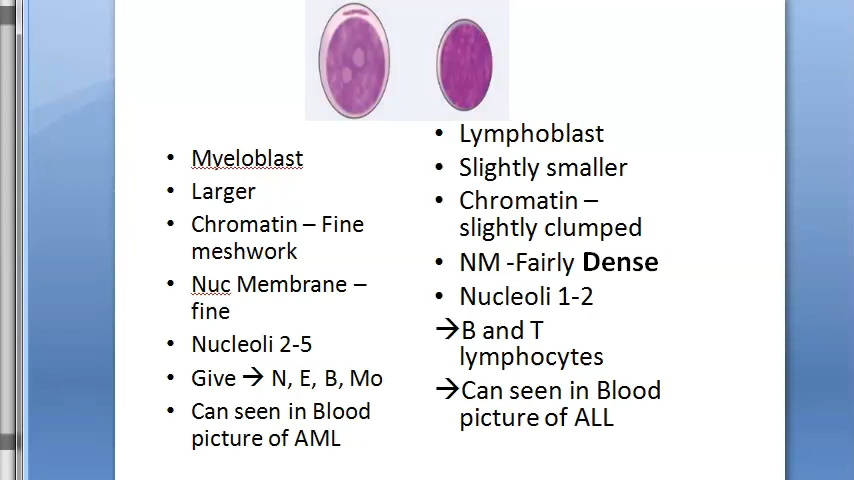 • Myeloblast
• Larger
• Chromatin – Fine
meshwork
• Nuc Membrane –
fine
• Nucleoli 2-5
• Give → N, E, B, Mo
• Can seen in Blood
picture of AML
• Lymphoblast
• Slightly smaller
• Chromatin –
slightly clumped
• NM -Fairly Dense
• Nucleoli 1-2
→B and T
lymphocytes
→Can seen in Blood
picture of ALL